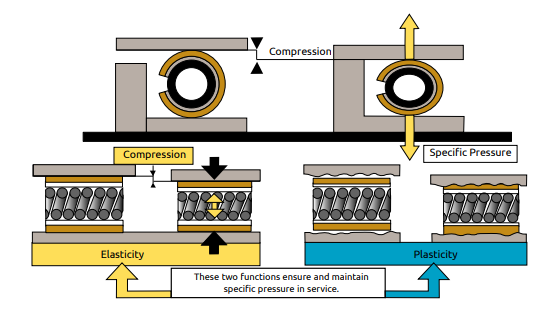 Compression
Specific Pressure
Compression
Elasticity
Plasticity
These two functions ensure and maintain
specific pressure in service.